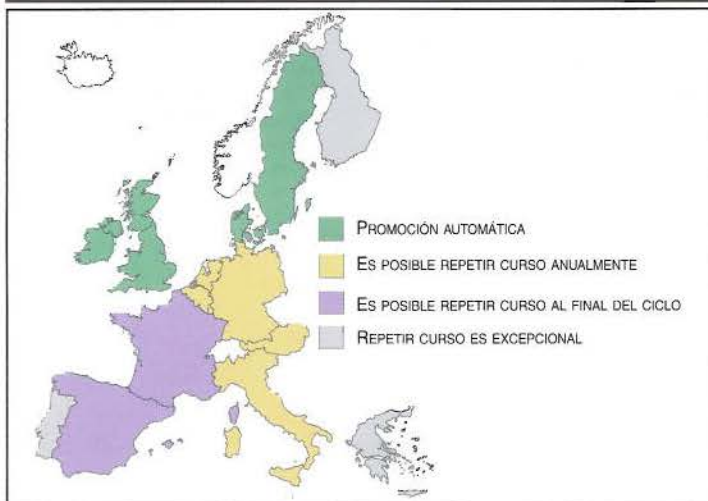 PROMOCIÓN AUTOMÁTICA
ES POSIBLE REPETIR CURSO ANUALMENTE
ES POSIBLE REPETIR CURSO AL FINAL DEL CICLO
REPETIR CURSO ES EXCEPCIONAL